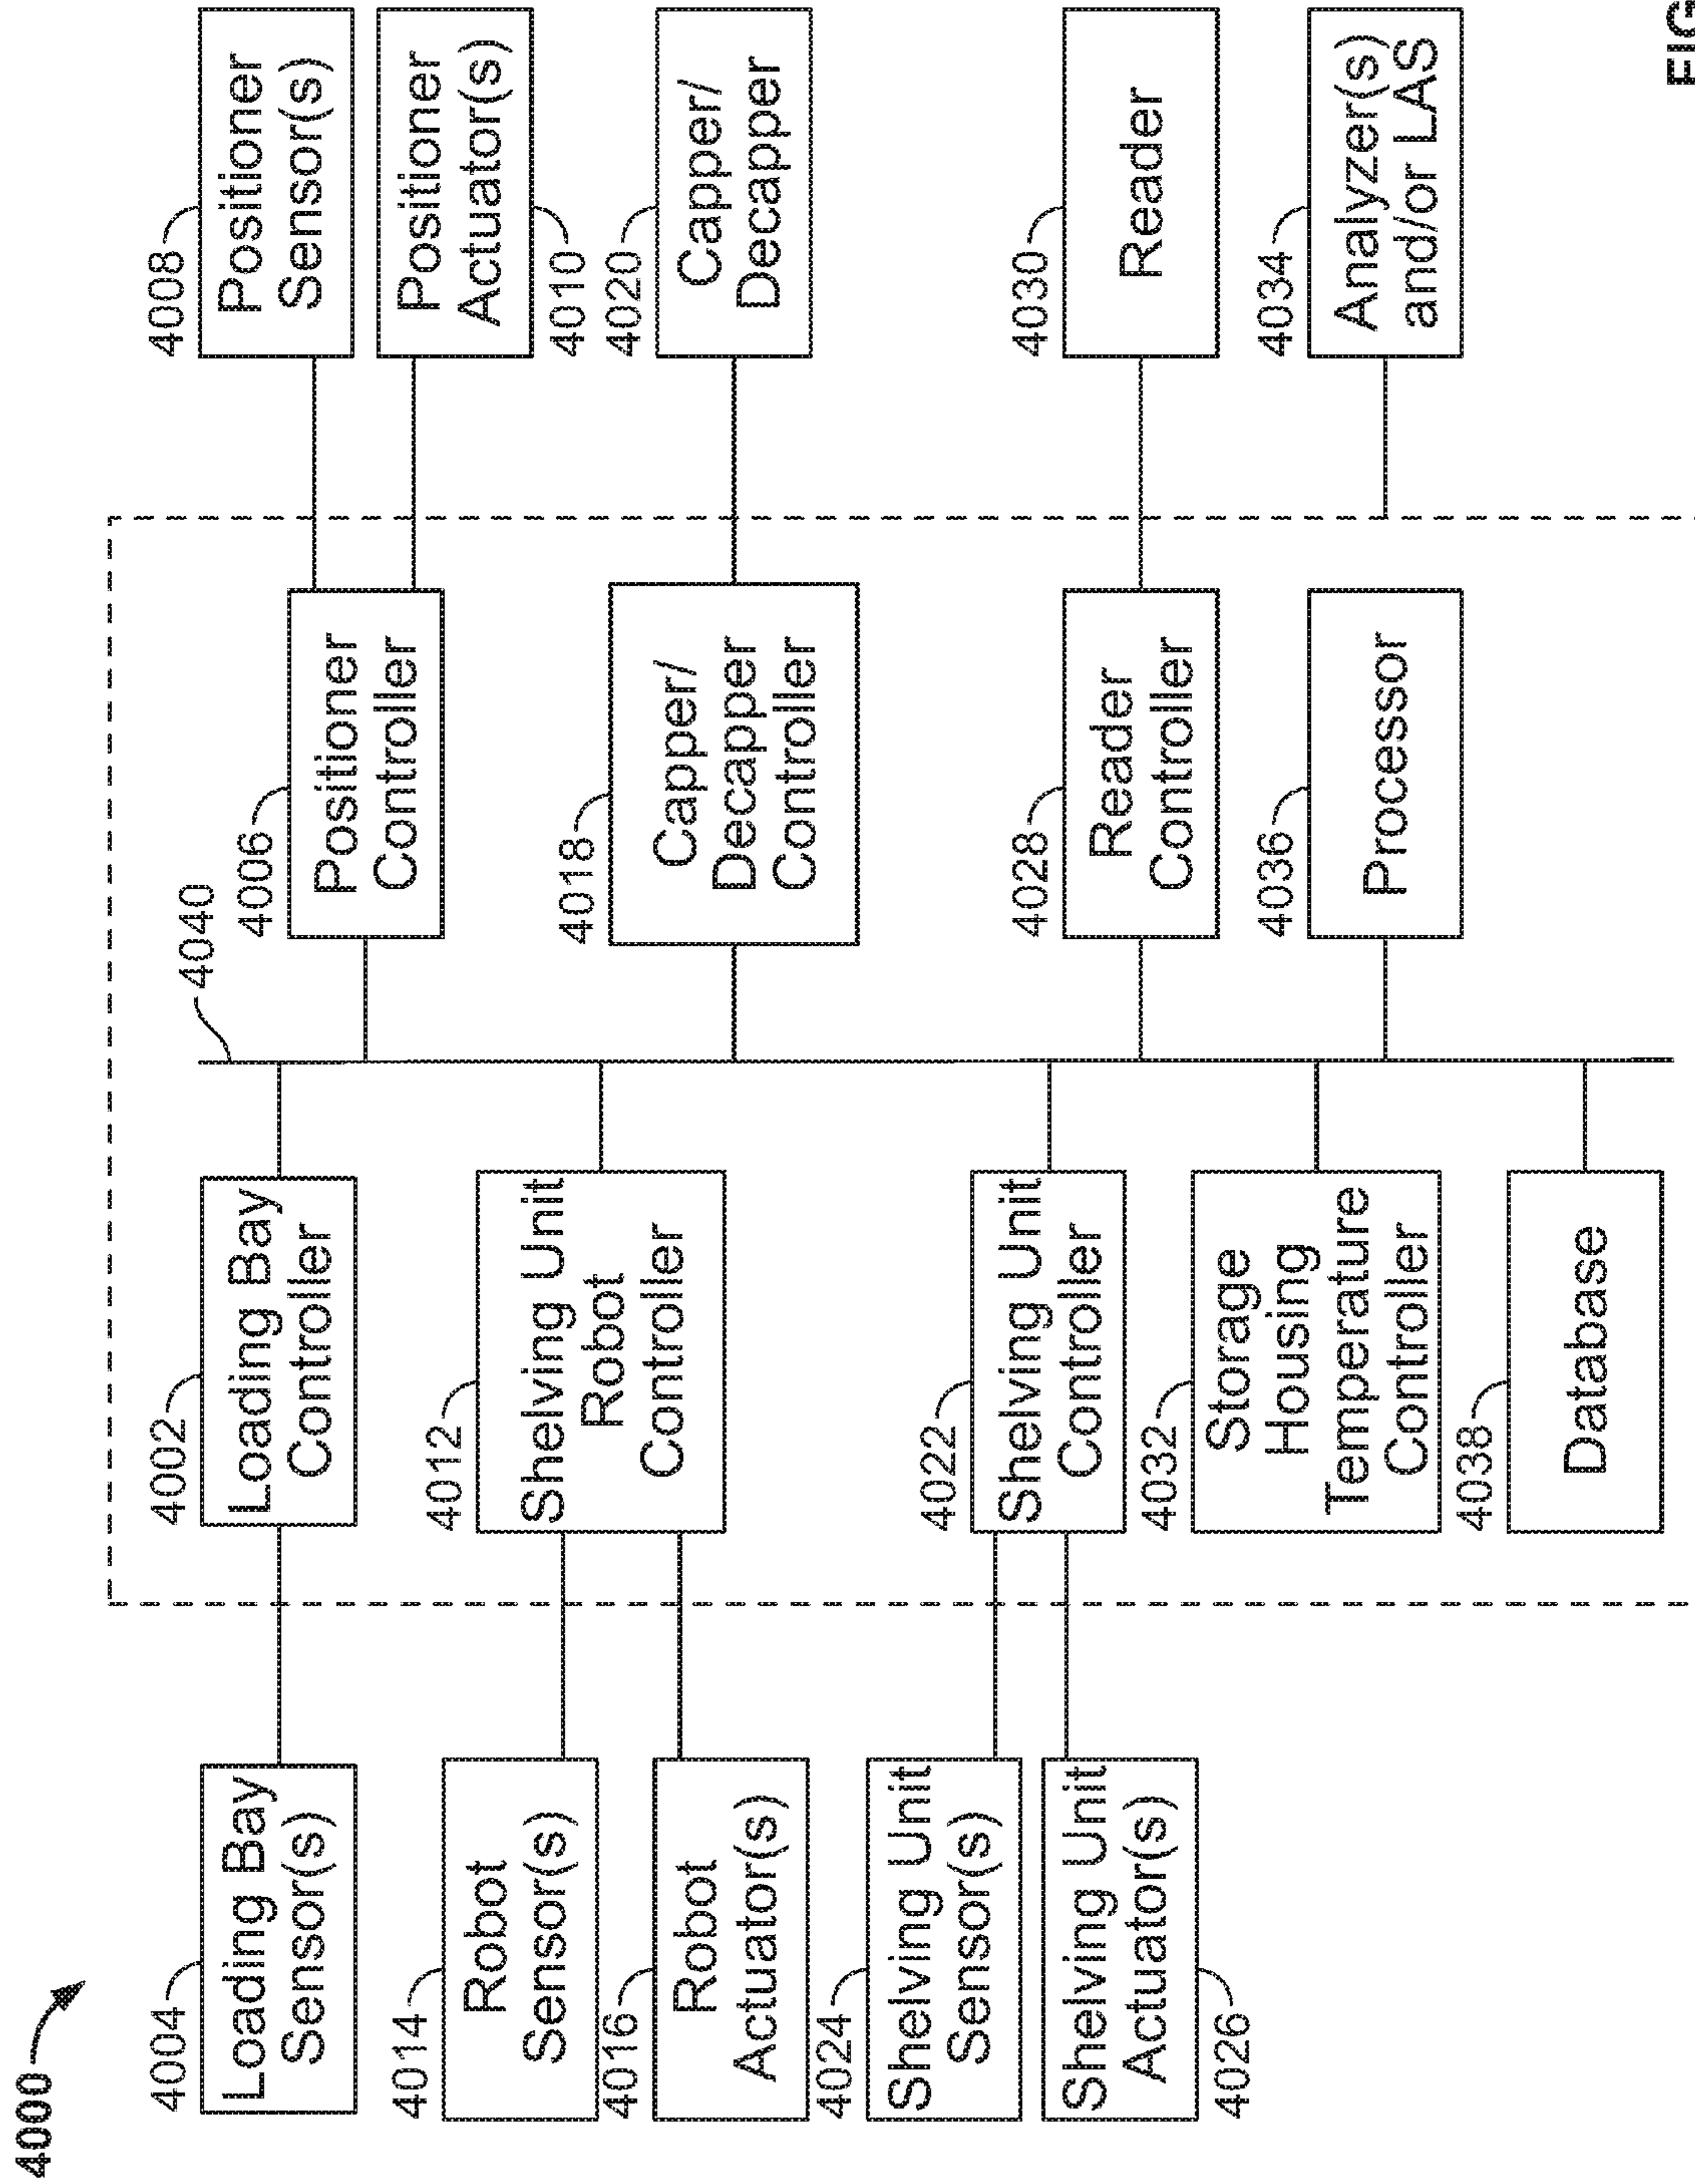 4000
4004
Loading Bay
Sensor(s)
4002
Loading Bay
Controller
4040
4006
Positioner
Controller
4008
Positioner
Sensor(s)
Positioner
Actuator(s)
4010
4014
Robot
Sensor(s)
4016
Robot
Actuator(s)
4012
Shelving Unit
Robot
Controller
4018
Capper/
Decapper
Controller
4020
Capper/
Decapper
4024
Shelving Unit
Sensor(s)
Shelving Unit
Actuator(s)
4026
4022
Shelving Unit
Controller
4028
Reader
Controller
4030
Reader
4032
Storage
Housing
Temperature
Controller
4036
Processor
4034
Analyzer(s)
and/or LAS
4038
Database
FIG